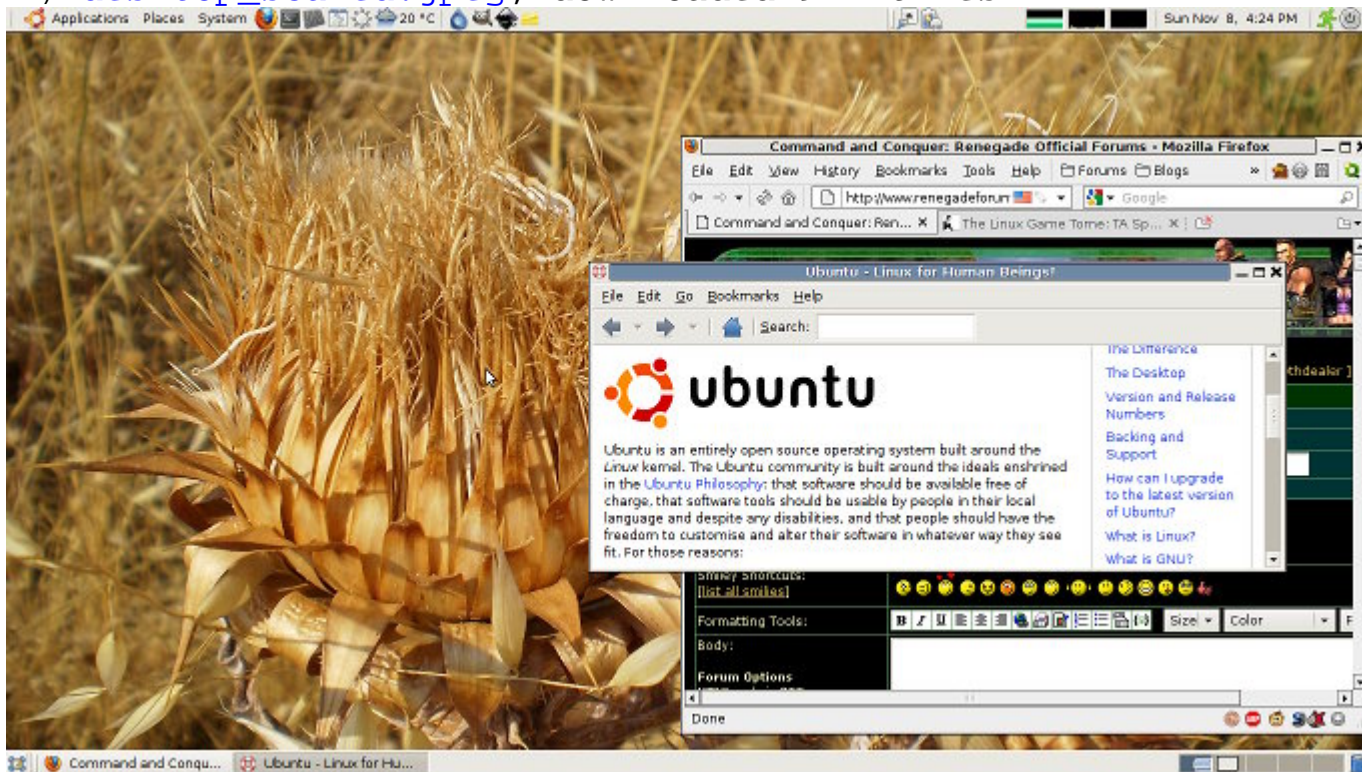 Applications Places System 20 °C Sun Nov 8, 4:24 PM
Command and Conquer: Renegade Official Forums - Mozilla Firefox
File Edit View History Bookmarks Tools Help Forums Blogs »
http://www.renegadeforum Google
Command and Conquer: Ren... The Linux Game Tome: TA Sp...
Ubuntu - Linux for Human Beings!
File Edit Go Bookmarks Help
Search:
ubuntu
Ubuntu is an entirely open source operating
system built around the
Linux kernel. The Ubuntu community is built around the ideals enshrined
in the Ubuntu Philosophy: that software should be available free of
charge, that software tools should be usable by people in their local
language and despite any disabilities, and that people should have the
freedom to customise and alter their software in whatever way they see
fit. For those reasons:
The Difference
The Desktop
Version and Release
Numbers
Backing and
Support
How can I upgrade
to the latest version
of Ubuntu?
What is Linux?
What is GNU?
thdealer ]
Smiley Shortcuts:
[list all smilies]
Formatting Tools: B I U Size Color F
Body:
Forum Options
Done
Command and Conqu... Ubuntu - Linux for Hu...